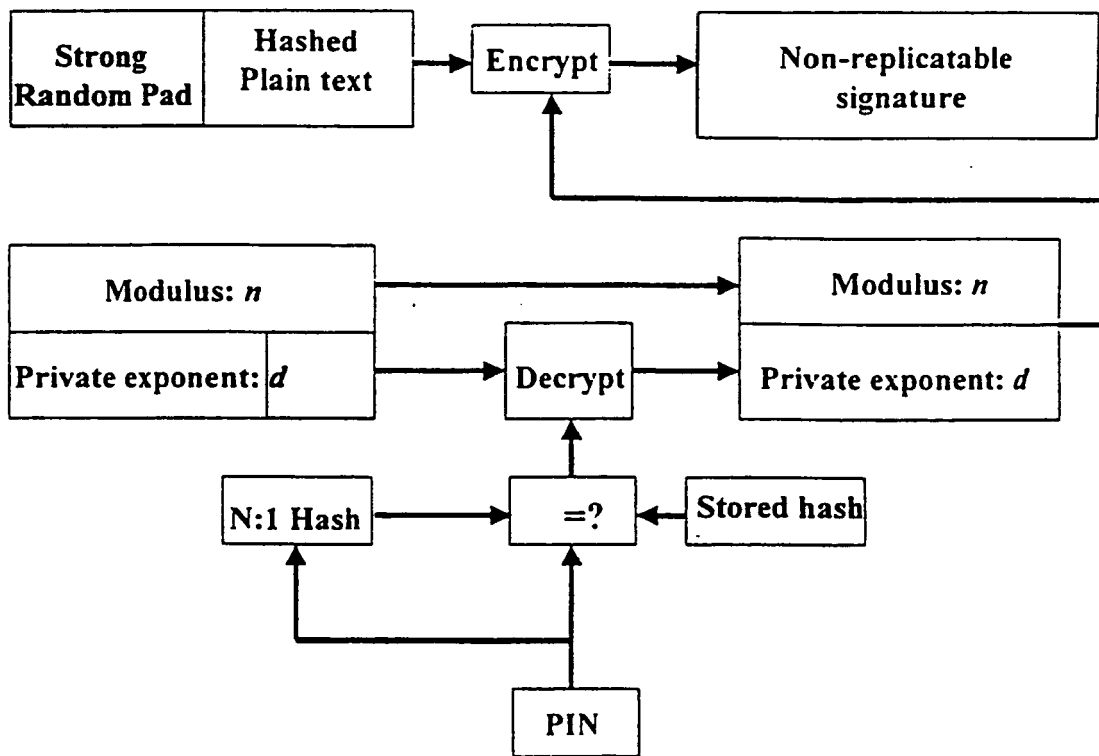 Strong
Random Pad
Hashed
Plain text
Encrypt
Non-replicatable
signature
Modulus: n
Modulus: n
Private exponent: d
Decrypt
Private exponent: d
N:1 Hash
=?
Stored hash
PIN